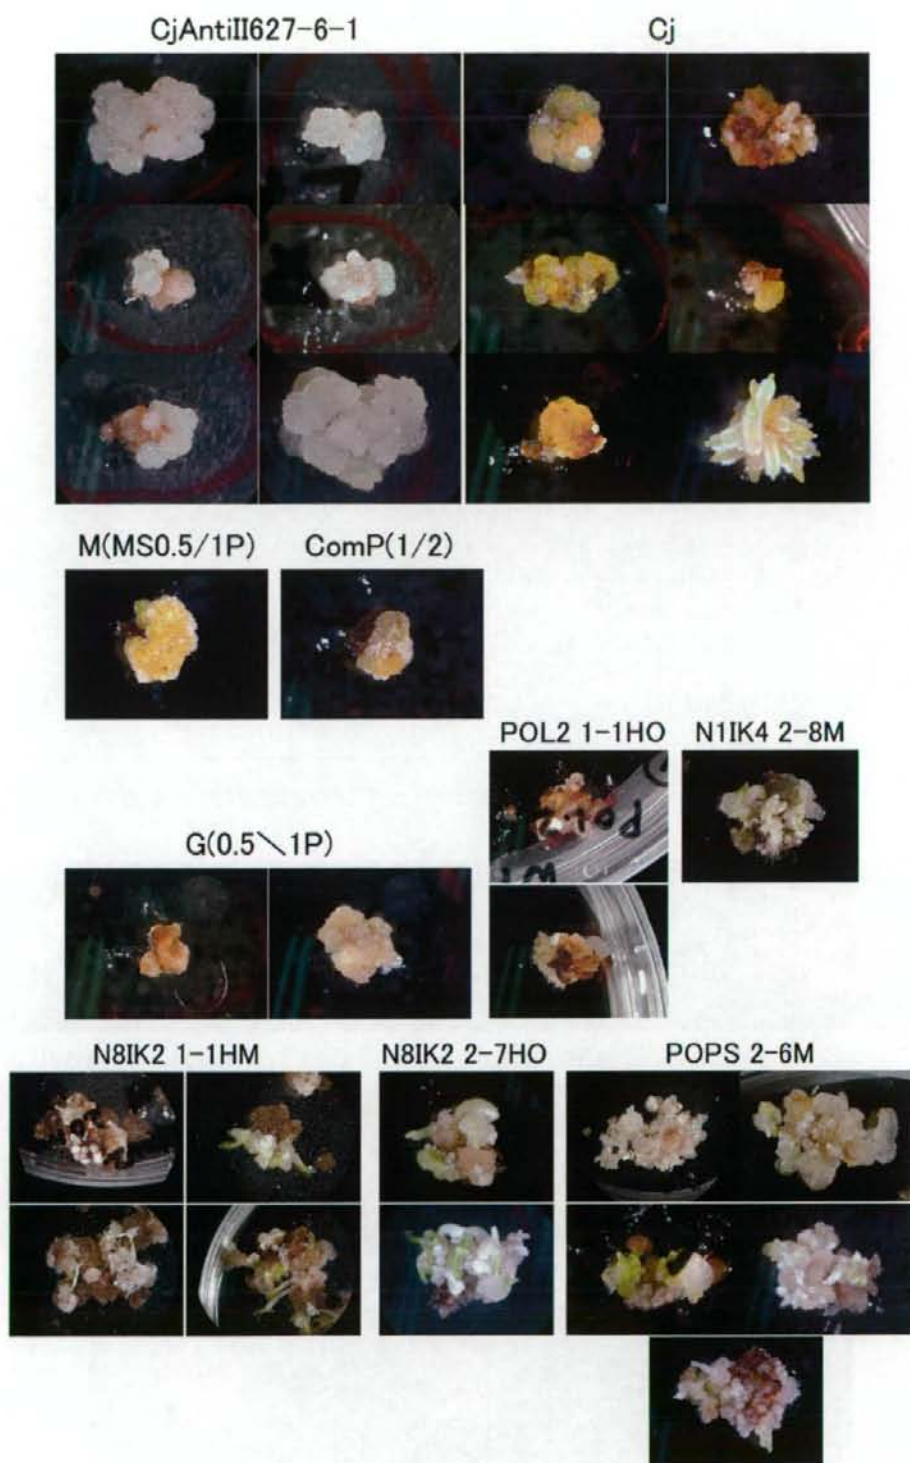 CjAntiII627-6-1
Cj
M(MS0.5/1P)
ComP(1/2)
POL2 1-1HO
N1IK4 2-8M
G(0.5＼1P)
N8IK2 1-1HM
N8IK2 2-7HO
POPS 2-6M